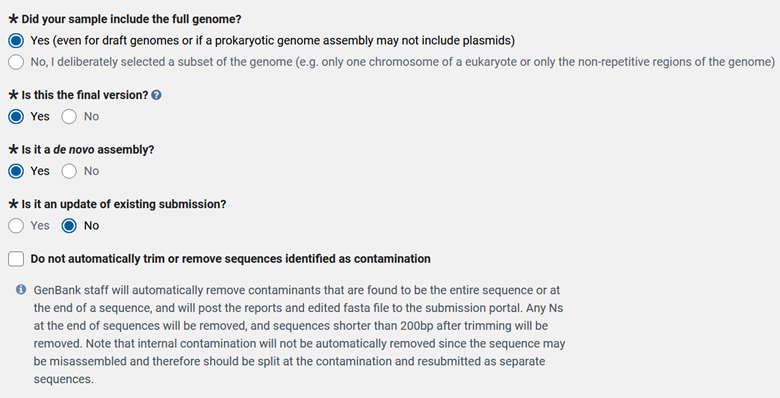 * Did your sample include the full genome?
Yes (even for draft genomes or if a prokaryotic genome assembly may not include plasmids)
No, I deliberately selected a subset of the genome (e.g. only one chromosome of a eukaryote or only the non-repetitive regions of the genome)
* Is this the final version? ?
Yes No
* Is it a de novo assembly?
Yes No
* Is it an update of existing submission?
Yes No
Do not automatically trim or remove sequences identified as contamination
GenBank staff will automatically remove contaminants that are found to be the entire sequence or at
the end of a sequence, and will post the reports and edited fasta file to the submission portal. Any Ns
at the end of sequences will be removed, and sequences shorter than 200bp after trimming will be
removed. Note that internal contamination will not be automatically removed since the sequence may
be misassembled and therefore should be split at the contamination and resubmitted as separate
sequences.